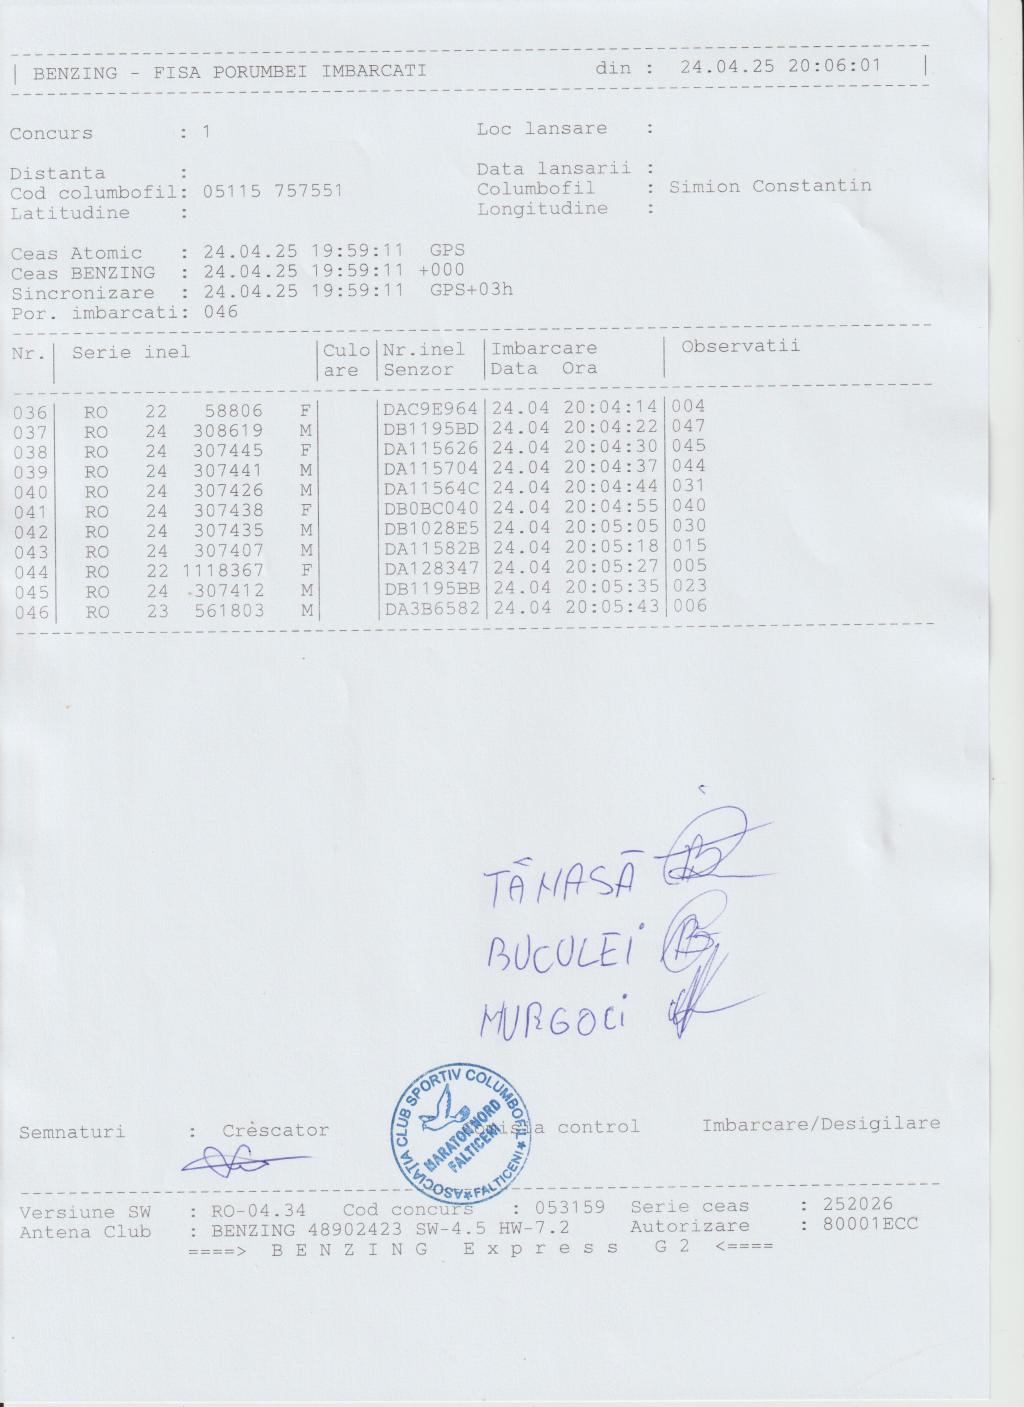 | BENZING - FISA PORUMBEI IMBARCATI din : 24.04.25 20:06:01 |
Concurs : 1 Loc lansare :
Distanta : Data lansarii :
Cod columbofil: 05115 757551 Columbofil : Simion Constantin
Latitudine : Longitudine :
Ceas Atomic : 24.04.25 19:59:11 GPS
Ceas BENZING : 24.04.25 19:59:11 +000
Sincronizare : 24.04.25 19:59:11 GPS+03h
Por. imbarcati: 046
Nr.| Serie inel |Culo|Nr.inel |Imbarcare | Observatii
| |are |Senzor |Data Ora |
036| RO 22 58806 F| |DAC9E964|24.04 20:04:14|004
037| RO 24 308619 M| |DB1195BD|24.04 20:04:22|047
038| RO 24 307445 F| |DA115626|24.04 20:04:30|045
039| RO 24 307441 M| |DA115704|24.04 20:04:37|044
040| RO 24 307426 M| |DA11564C|24.04 20:04:44|031
041| RO 24 307438 F| |DB0BC040|24.04 20:04:55|040
042| RO 24 307435 M| |DB1028E5|24.04 20:05:05|030
043| RO 24 307407 M| |DA11582B|24.04 20:05:18|015
044| RO 22 1118367 F| |DA128347|24.04 20:05:27|005
045| RO 24 307412 M| |DB1195BB|24.04 20:05:35|023
046| RO 23 561803 M| |DA3B6582|24.04 20:05:43|006
TĂNASĂ
BUCULEI
MURGOCI
ASOCIATIA CLUB SPORTIV COLUMBOFIL FALTICENI
MARATON NORD
FALTICENI
Semnaturi : Crescator control Imbarcare/Desigilare
Versiune SW : RO-04.34 Cod concurs : 053159 Serie ceas : 252026
Antena Club : BENZING 48902423 SW-4.5 HW-7.2 Autorizare : 80001ECC
====> B E N Z I N G E x p r e s s G 2 <====